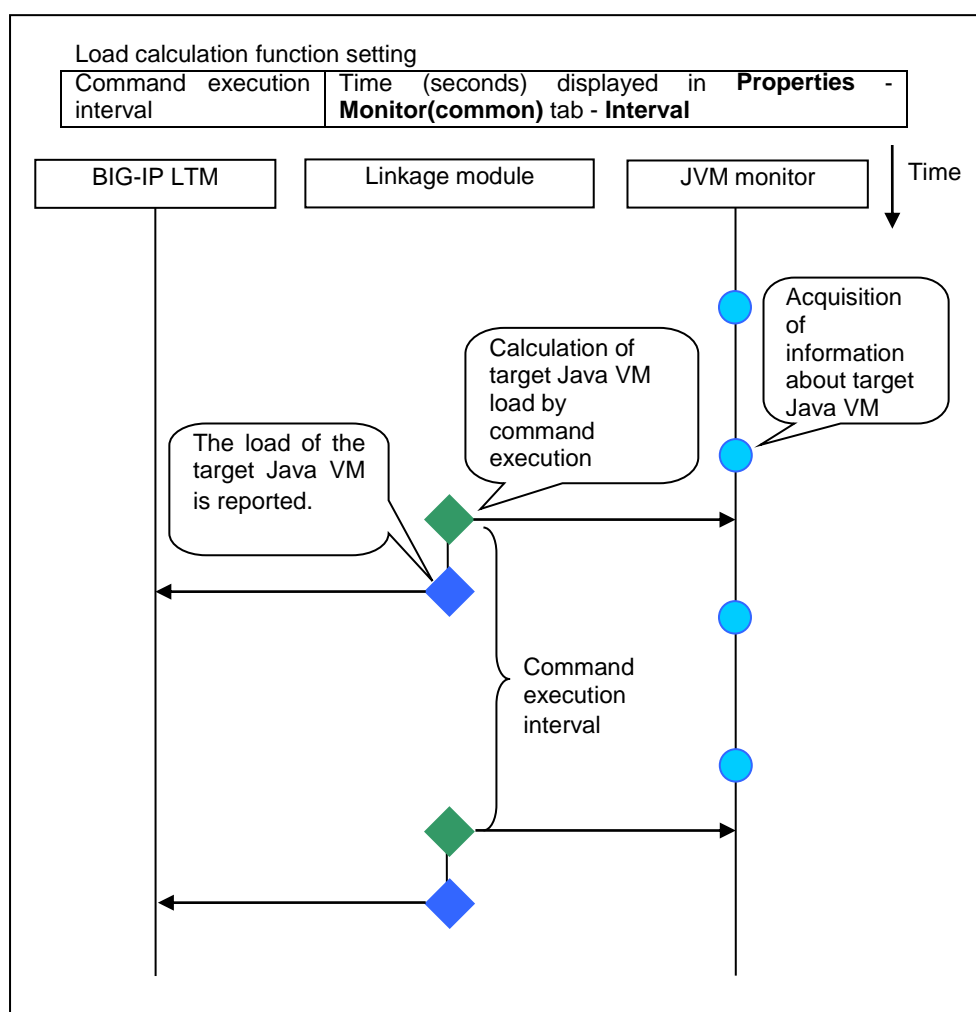 Load calculation function setting
Command execution
interval
Time (seconds) displayed in Properties -
Monitor(common) tab - Interval
BIG-IP LTM
Linkage module
JVM monitor
Time
Acquisition
of
information
about target
Java VM
Calculation of
target Java VM
load by
command
execution
The load of the
target Java VM
is reported.
Command
execution
interval